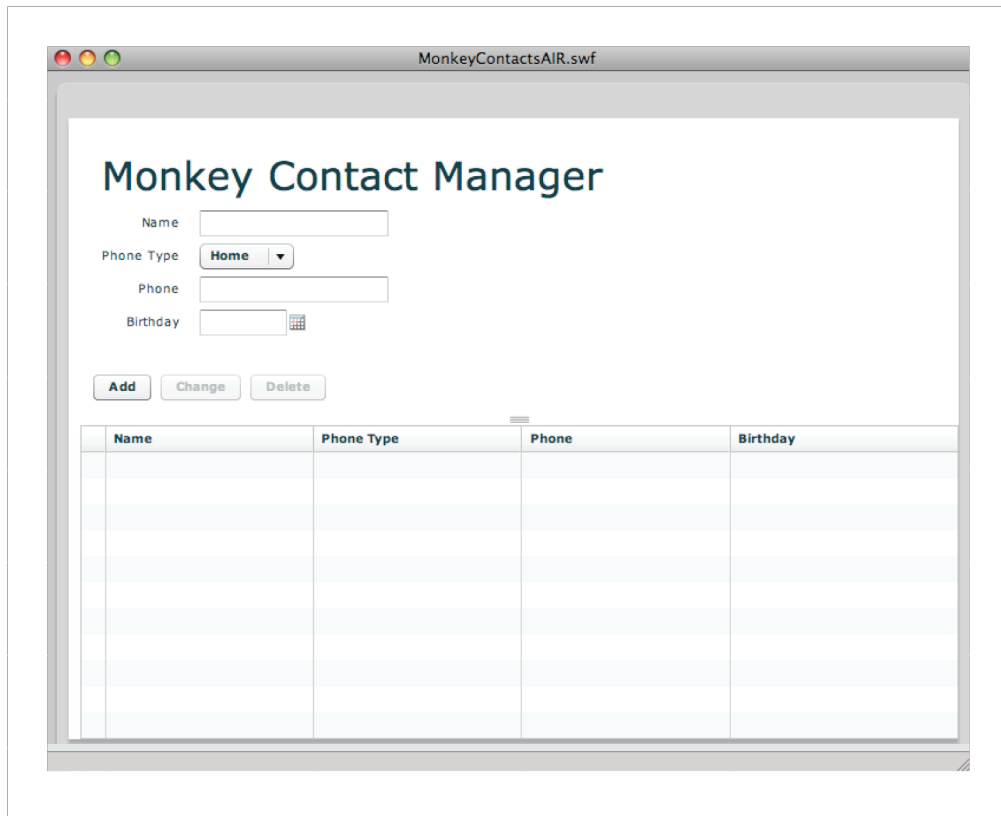 MonkeyContactsAIR.swf
Monkey Contact Manager
Name
Phone Type Home
Phone
Birthday
Add Change Delete
Name Phone Type Phone Birthday